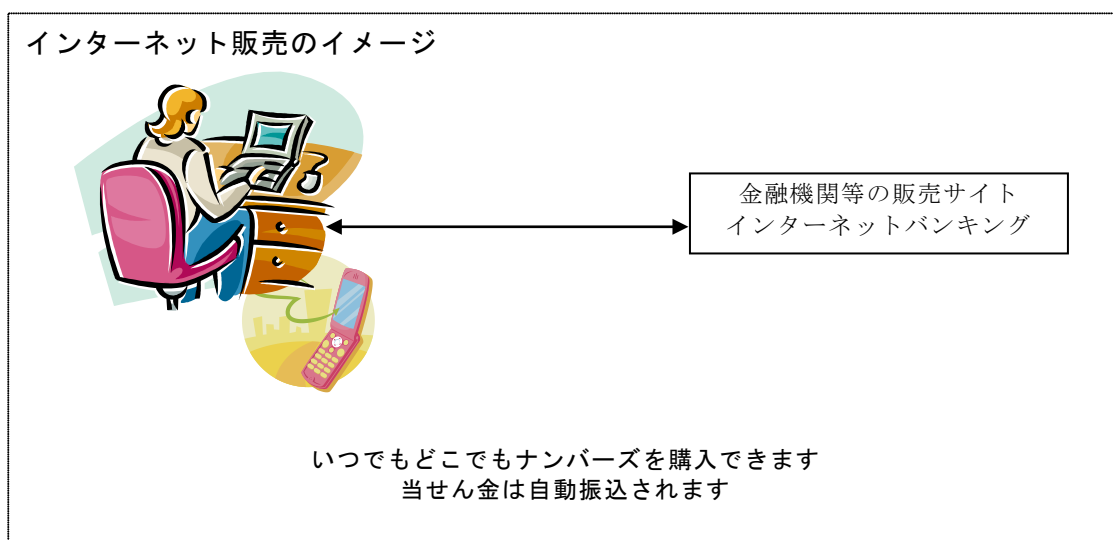 インターネット販売のイメージ
金融機関等の販売サイト
インターネットバンキング
いつでもどこでもナンバーズを購入できます
当せん金は自動振込されます